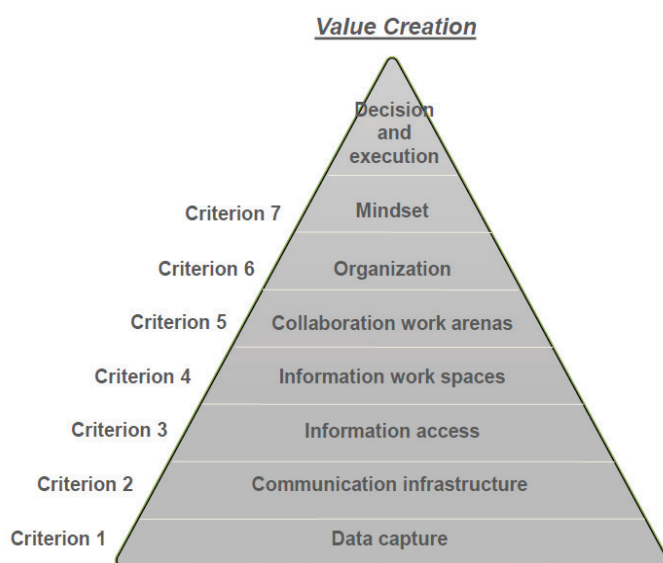 Value Creation
Decision
and
execution
Criterion 7 Mindset
Criterion 6 Organization
Criterion 5 Collaboration work arenas
Criterion 4 Information work spaces
Criterion 3 Information access
Criterion 2 Communication infrastructure
Criterion 1 Data capture